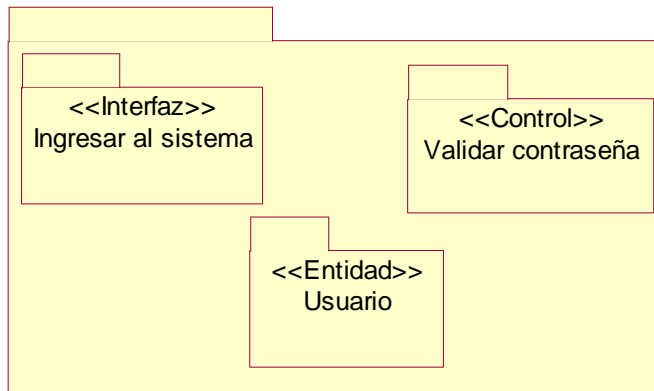 <<Interfaz>>
Ingresar al sistema
<<Control>>
Validar contraseña
<<Entidad>>
Usuario